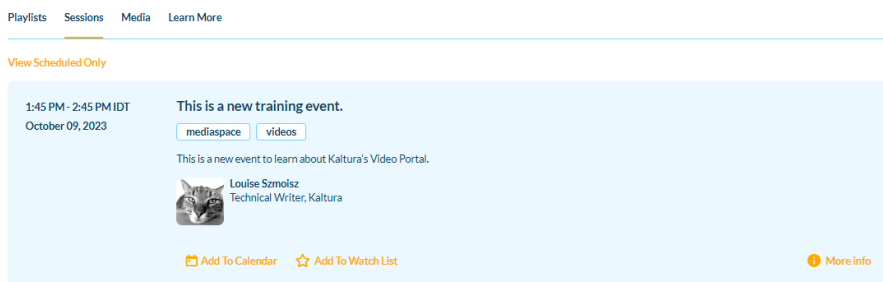 Playlists Sessions Media Learn More
View Scheduled Only
1:45 PM - 2:45 PM IDT
October 09, 2023
This is a new training event.
mediaspace videos
This is a new event to learn about Kaltura's Video Portal.
Louise Szmoisz
Technical Writer, Kaltura
Add To Calendar Add To Watch List More info